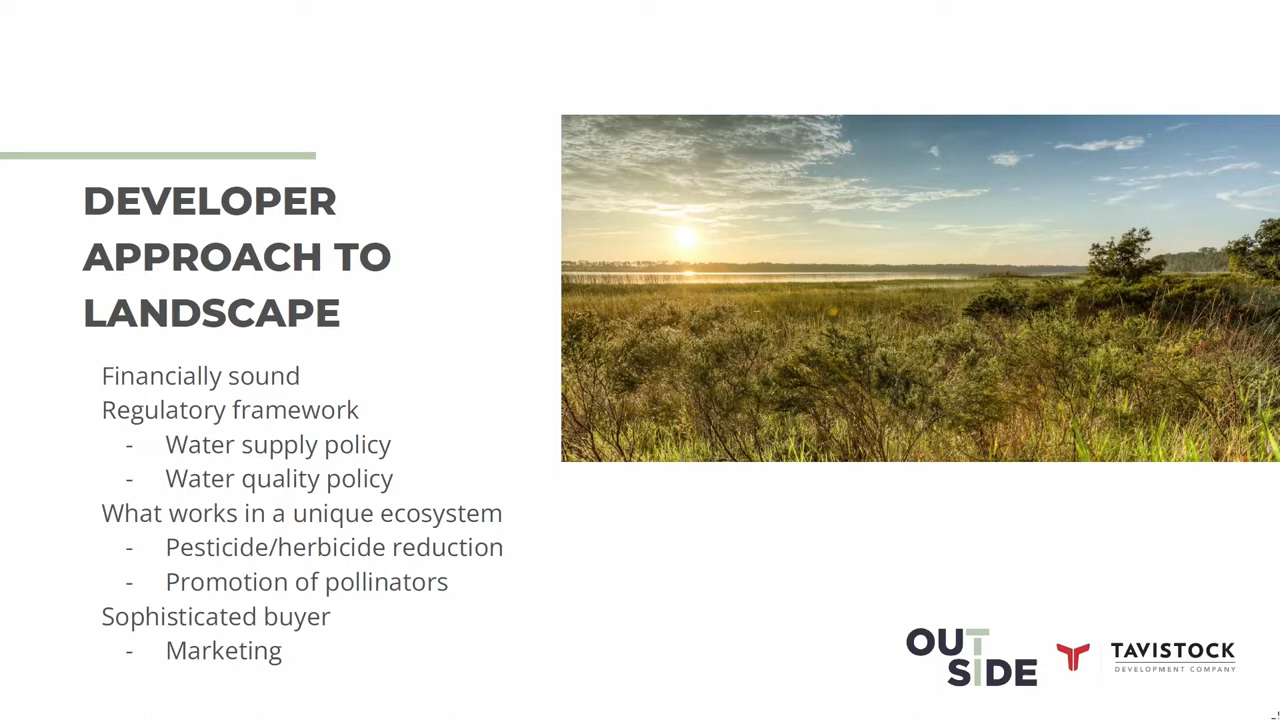 DEVELOPER
APPROACH TO
LANDSCAPE
Financially sound
Regulatory framework
- Water supply policy
- Water quality policy
What works in a unique ecosystem
- Pesticide/herbicide reduction
- Promotion of pollinators
Sophisticated buyer
- Marketing
OUT
SIDE
TAVISTOCK
DEVELOPMENT COMPANY